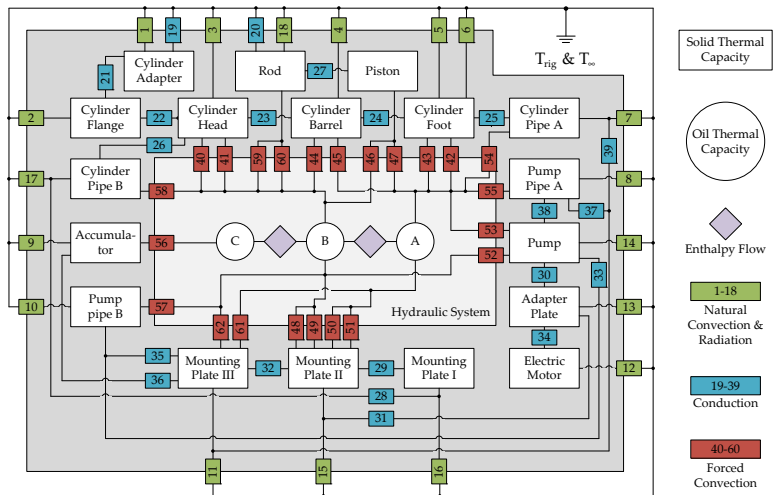 1
19
3
20
18
4
5
6
T_rig & T_∞
Solid Thermal
Capacity
Cylinder
Adapter
Rod
27
Piston
21
2
Cylinder
Flange
22
Cylinder
Head
23
Cylinder
Barrel
24
Cylinder
Foot
25
Cylinder
Pipe A
7
Oil Thermal
Capacity
26
39
40
41
59
60
44
45
46
47
43
42
54
17
Cylinder
Pipe B
58
55
Pump
Pipe A
8
38
37
53
9
Accumula-
tor
56
C
B
A
Pump
14
Enthalpy Flow
52
30
33
1-18
Natural
Convection &
Radiation
10
Pump
pipe B
57
Hydraulic System
Adapter
Plate
13
62
61
48
49
50
51
34
35
36
Mounting
Plate III
32
Mounting
Plate II
29
Mounting
Plate I
Electric
Motor
12
19-39
Conduction
28
31
40-60
Forced
Convection
11
15
16